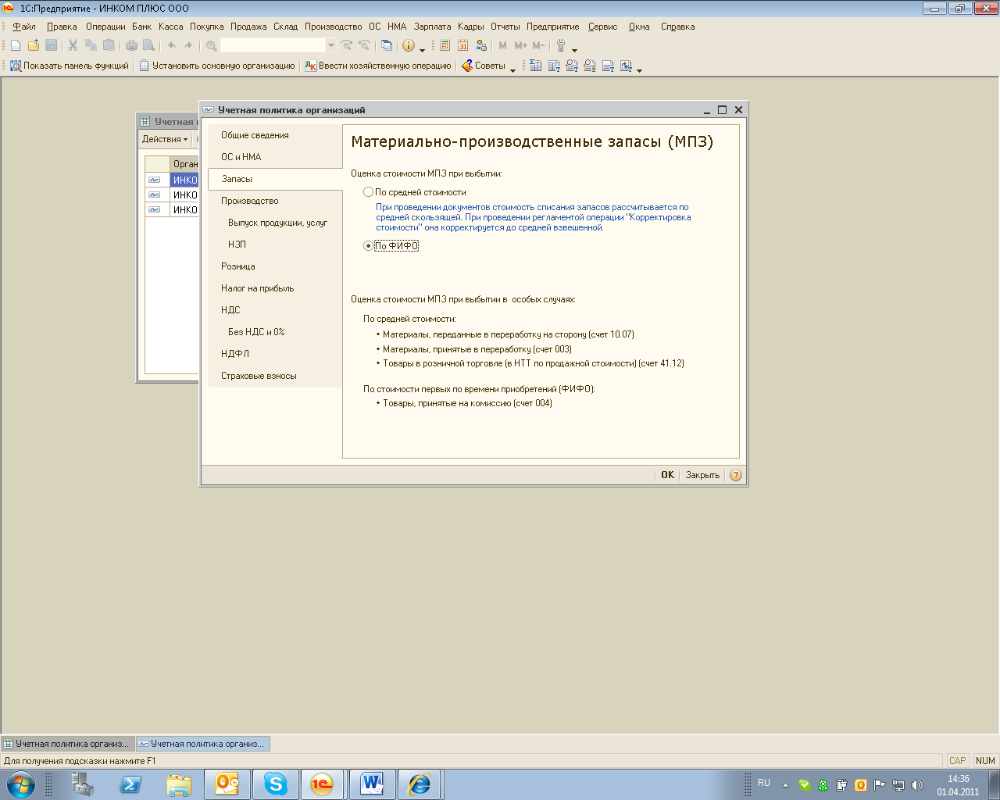 1С:Предприятие - ИНКОМ ПЛЮС ООО
Файл Правка Операции Банк Касса Покупка Продажа Склад Производство ОС НМА Зарплата Кадры Отчеты Предприятие Сервис Окна Справка
M M+ M-
Показать панель функций Установить основную организацию Ввести хозяйственную операцию Советы
Учетная
Действия
Орган
ИНКО
ИНКО
ИНКО
Учетная политика организаций
Общие сведения
ОС и НМА
Запасы
Производство
Выпуск продукции, услуг
НЗП
Розница
Налог на прибыль
НДС
Без НДС и 0%
НДФЛ
Страховые взносы
Материально-производственные запасы (МПЗ)
Оценка стоимости МПЗ при выбытии:
По средней стоимости
При проведении документов стоимость списания запасов рассчитывается по
средней скользящей. При проведении регламентой операции "Корректировка
стоимости" она корректируется до средней взвешенной.
По ФИФО
Оценка стоимости МПЗ при выбытии в особых случаях:
По средней стоимости:
• Материалы, переданные в переработку на сторону (счет 10.07)
• Материалы, принятые в переработку (счет 003)
• Товары в розничной торговле (в НТТ по продажной стоимости) (счет 41.12)
По стоимости первых по времени приобретений (ФИФО):
• Товары, принятые на комиссию (счет 004)
OK Закрыть ?
Учетная политика организ... Учетная политика организ...
Для получения подсказки нажмите F1
CAP NUM
RU
14:36
01.04.2011